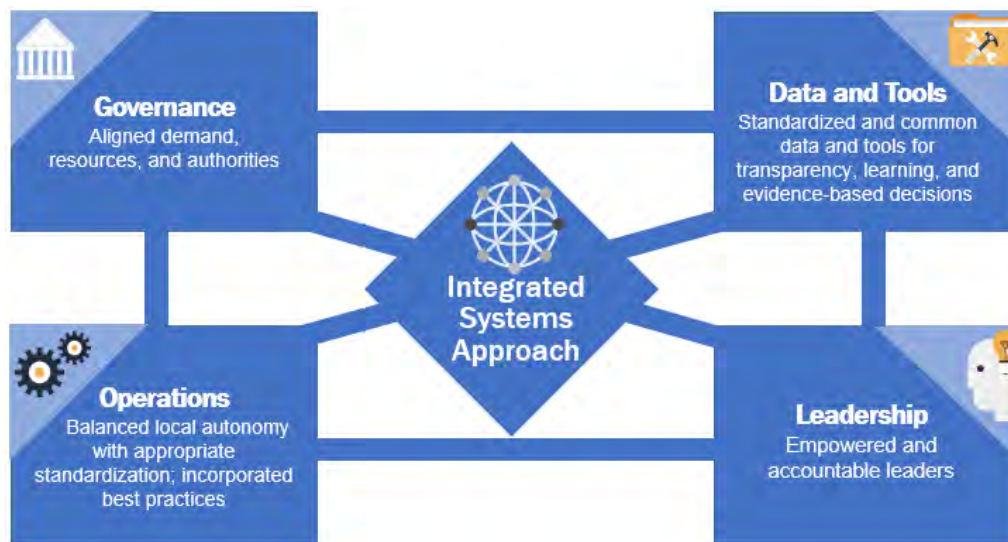 Governance
Aligned demand,
resources, and authorities
Data and Tools
Standardized and common
data and tools for
transparency, learning, and
evidence-based decisions
Integrated
Systems
Approach
Operations
Balanced local autonomy
with appropriate
standardization; incorporated
best practices
Leadership
Empowered and
accountable leaders